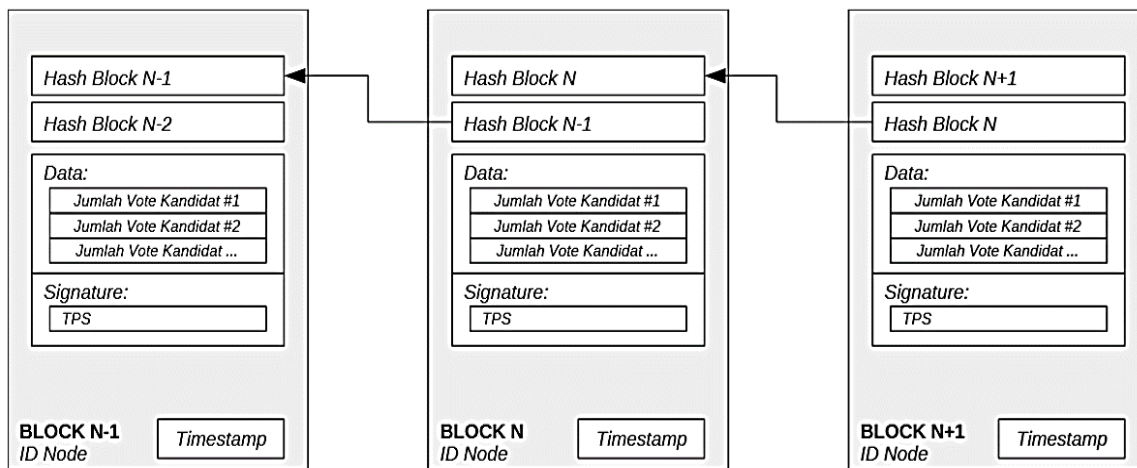 Hash Block N-1
Hash Block N-2
Data:
Jumlah Vote Kandidat #1
Jumlah Vote Kandidat #2
Jumlah Vote Kandidat ...
Signature:
TPS
BLOCK N-1
ID Node
Timestamp
Hash Block N
Hash Block N-1
Data:
Jumlah Vote Kandidat #1
Jumlah Vote Kandidat #2
Jumlah Vote Kandidat ...
Signature:
TPS
BLOCK N
ID Node
Timestamp
Hash Block N+1
Hash Block N
Data:
Jumlah Vote Kandidat #1
Jumlah Vote Kandidat #2
Jumlah Vote Kandidat ...
Signature:
TPS
BLOCK N+1
ID Node
Timestamp